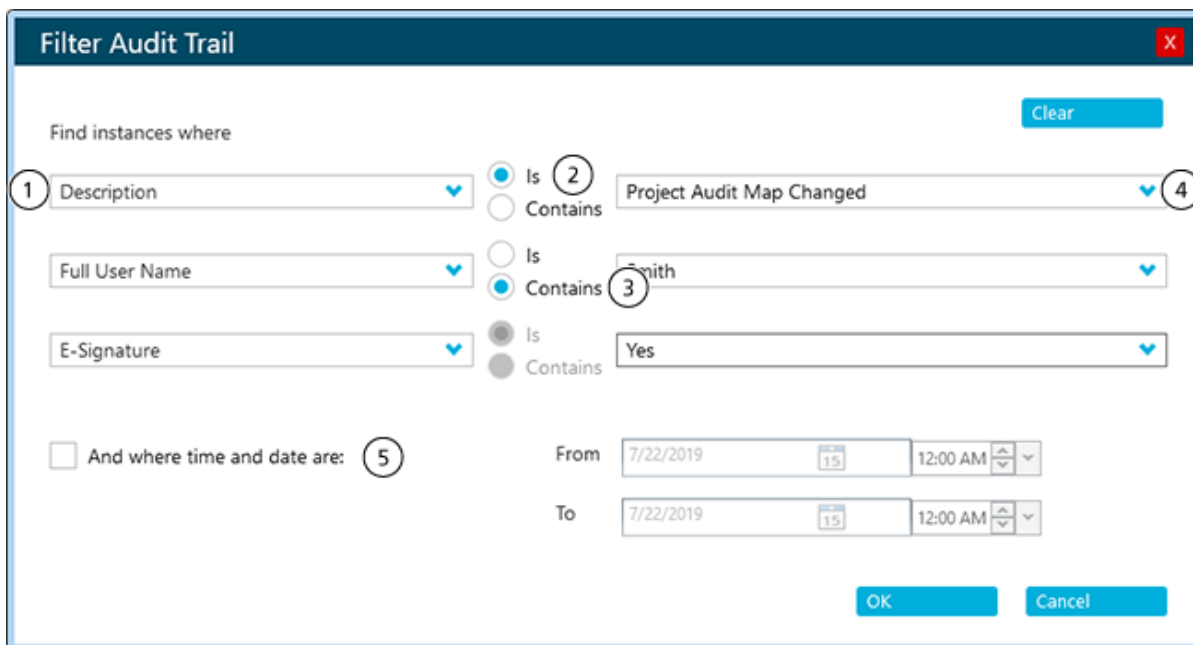 Filter Audit Trail
X
Clear
Find instances where
1 Description Is 2 Project Audit Map Changed 4
Contains
Full User Name Is Smith
Contains 3
E-Signature Is Yes
Contains
And where time and date are: 5 From 7/22/2019 15 12:00 AM
To 7/22/2019 15 12:00 AM
OK Cancel